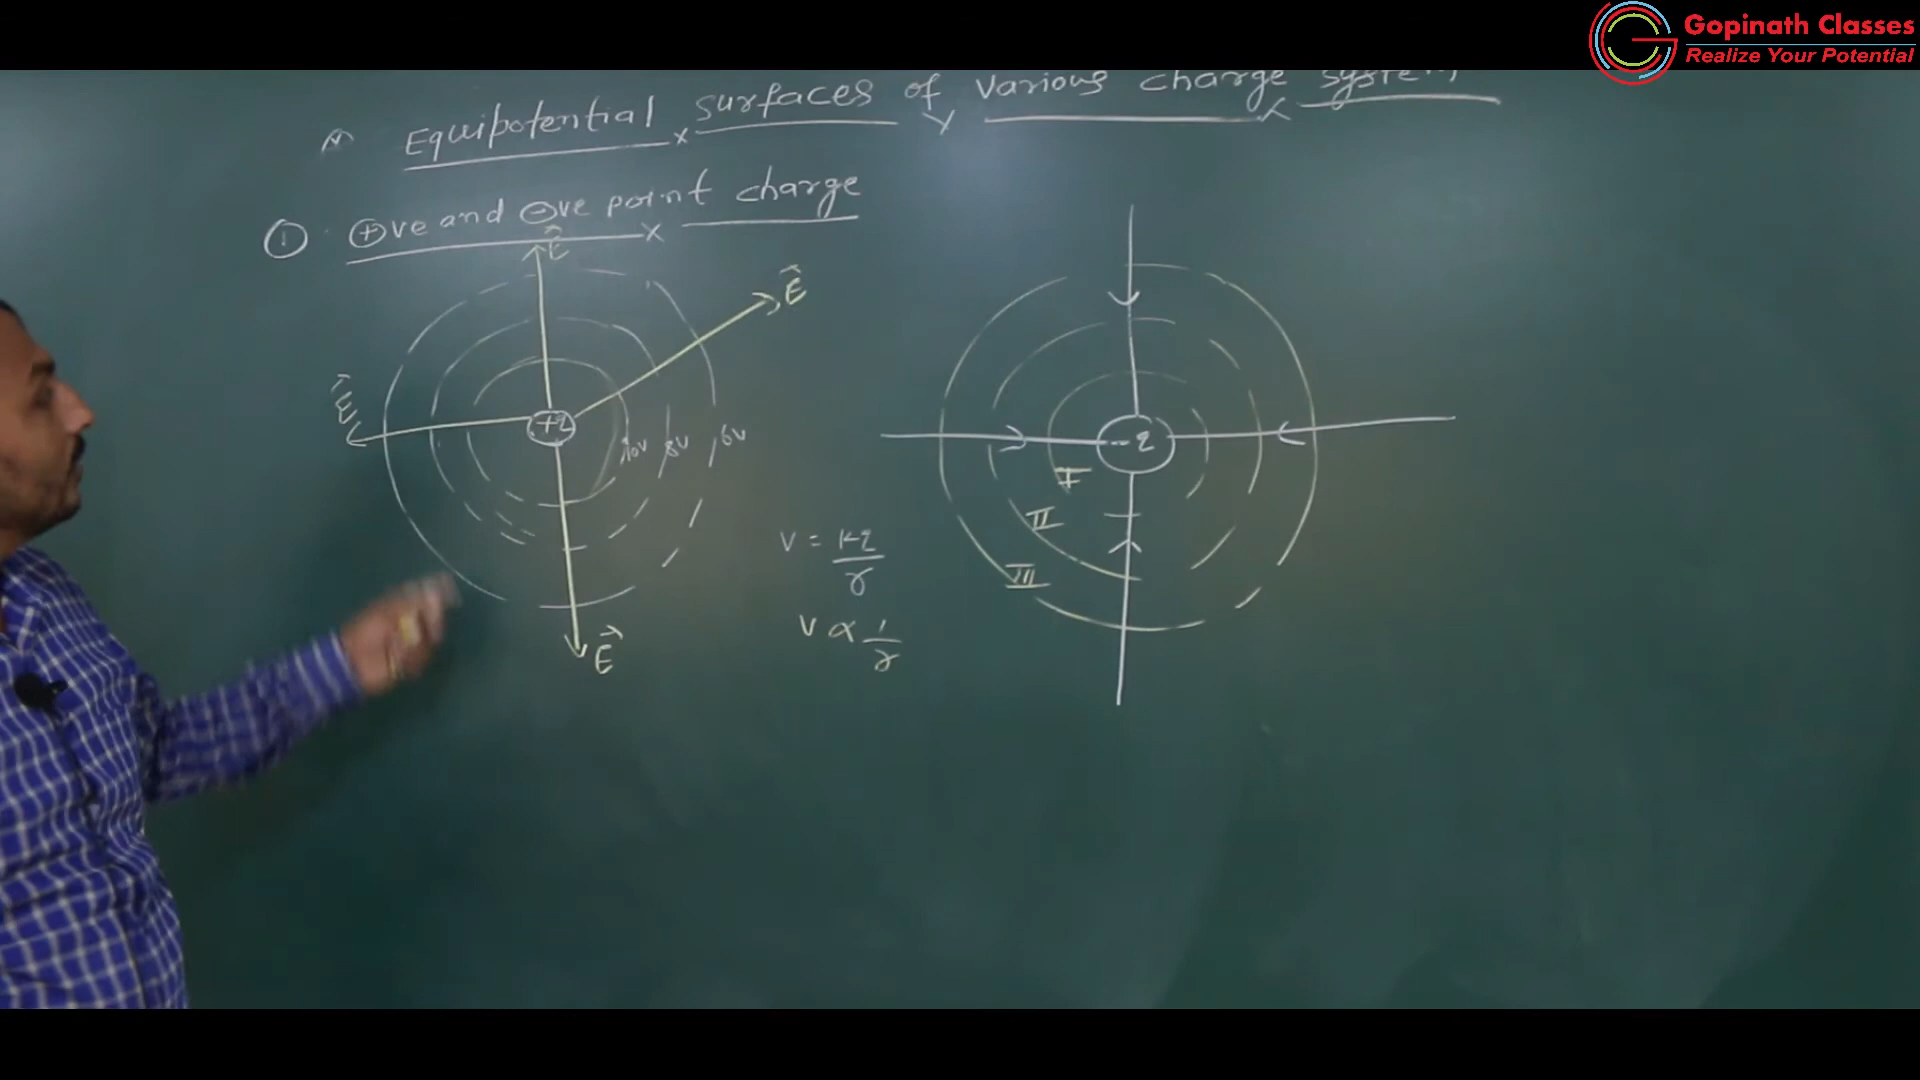 Gopinath Classes
Realize Your Potential
Equipotential surfaces of various charge system
① ⊕ve and ⊖ve point charge
E⃗
E⃗
E⃗
+q
10v 8v 6v
E⃗
V = kq/r
V ∝ 1/r
-q
I
II
III